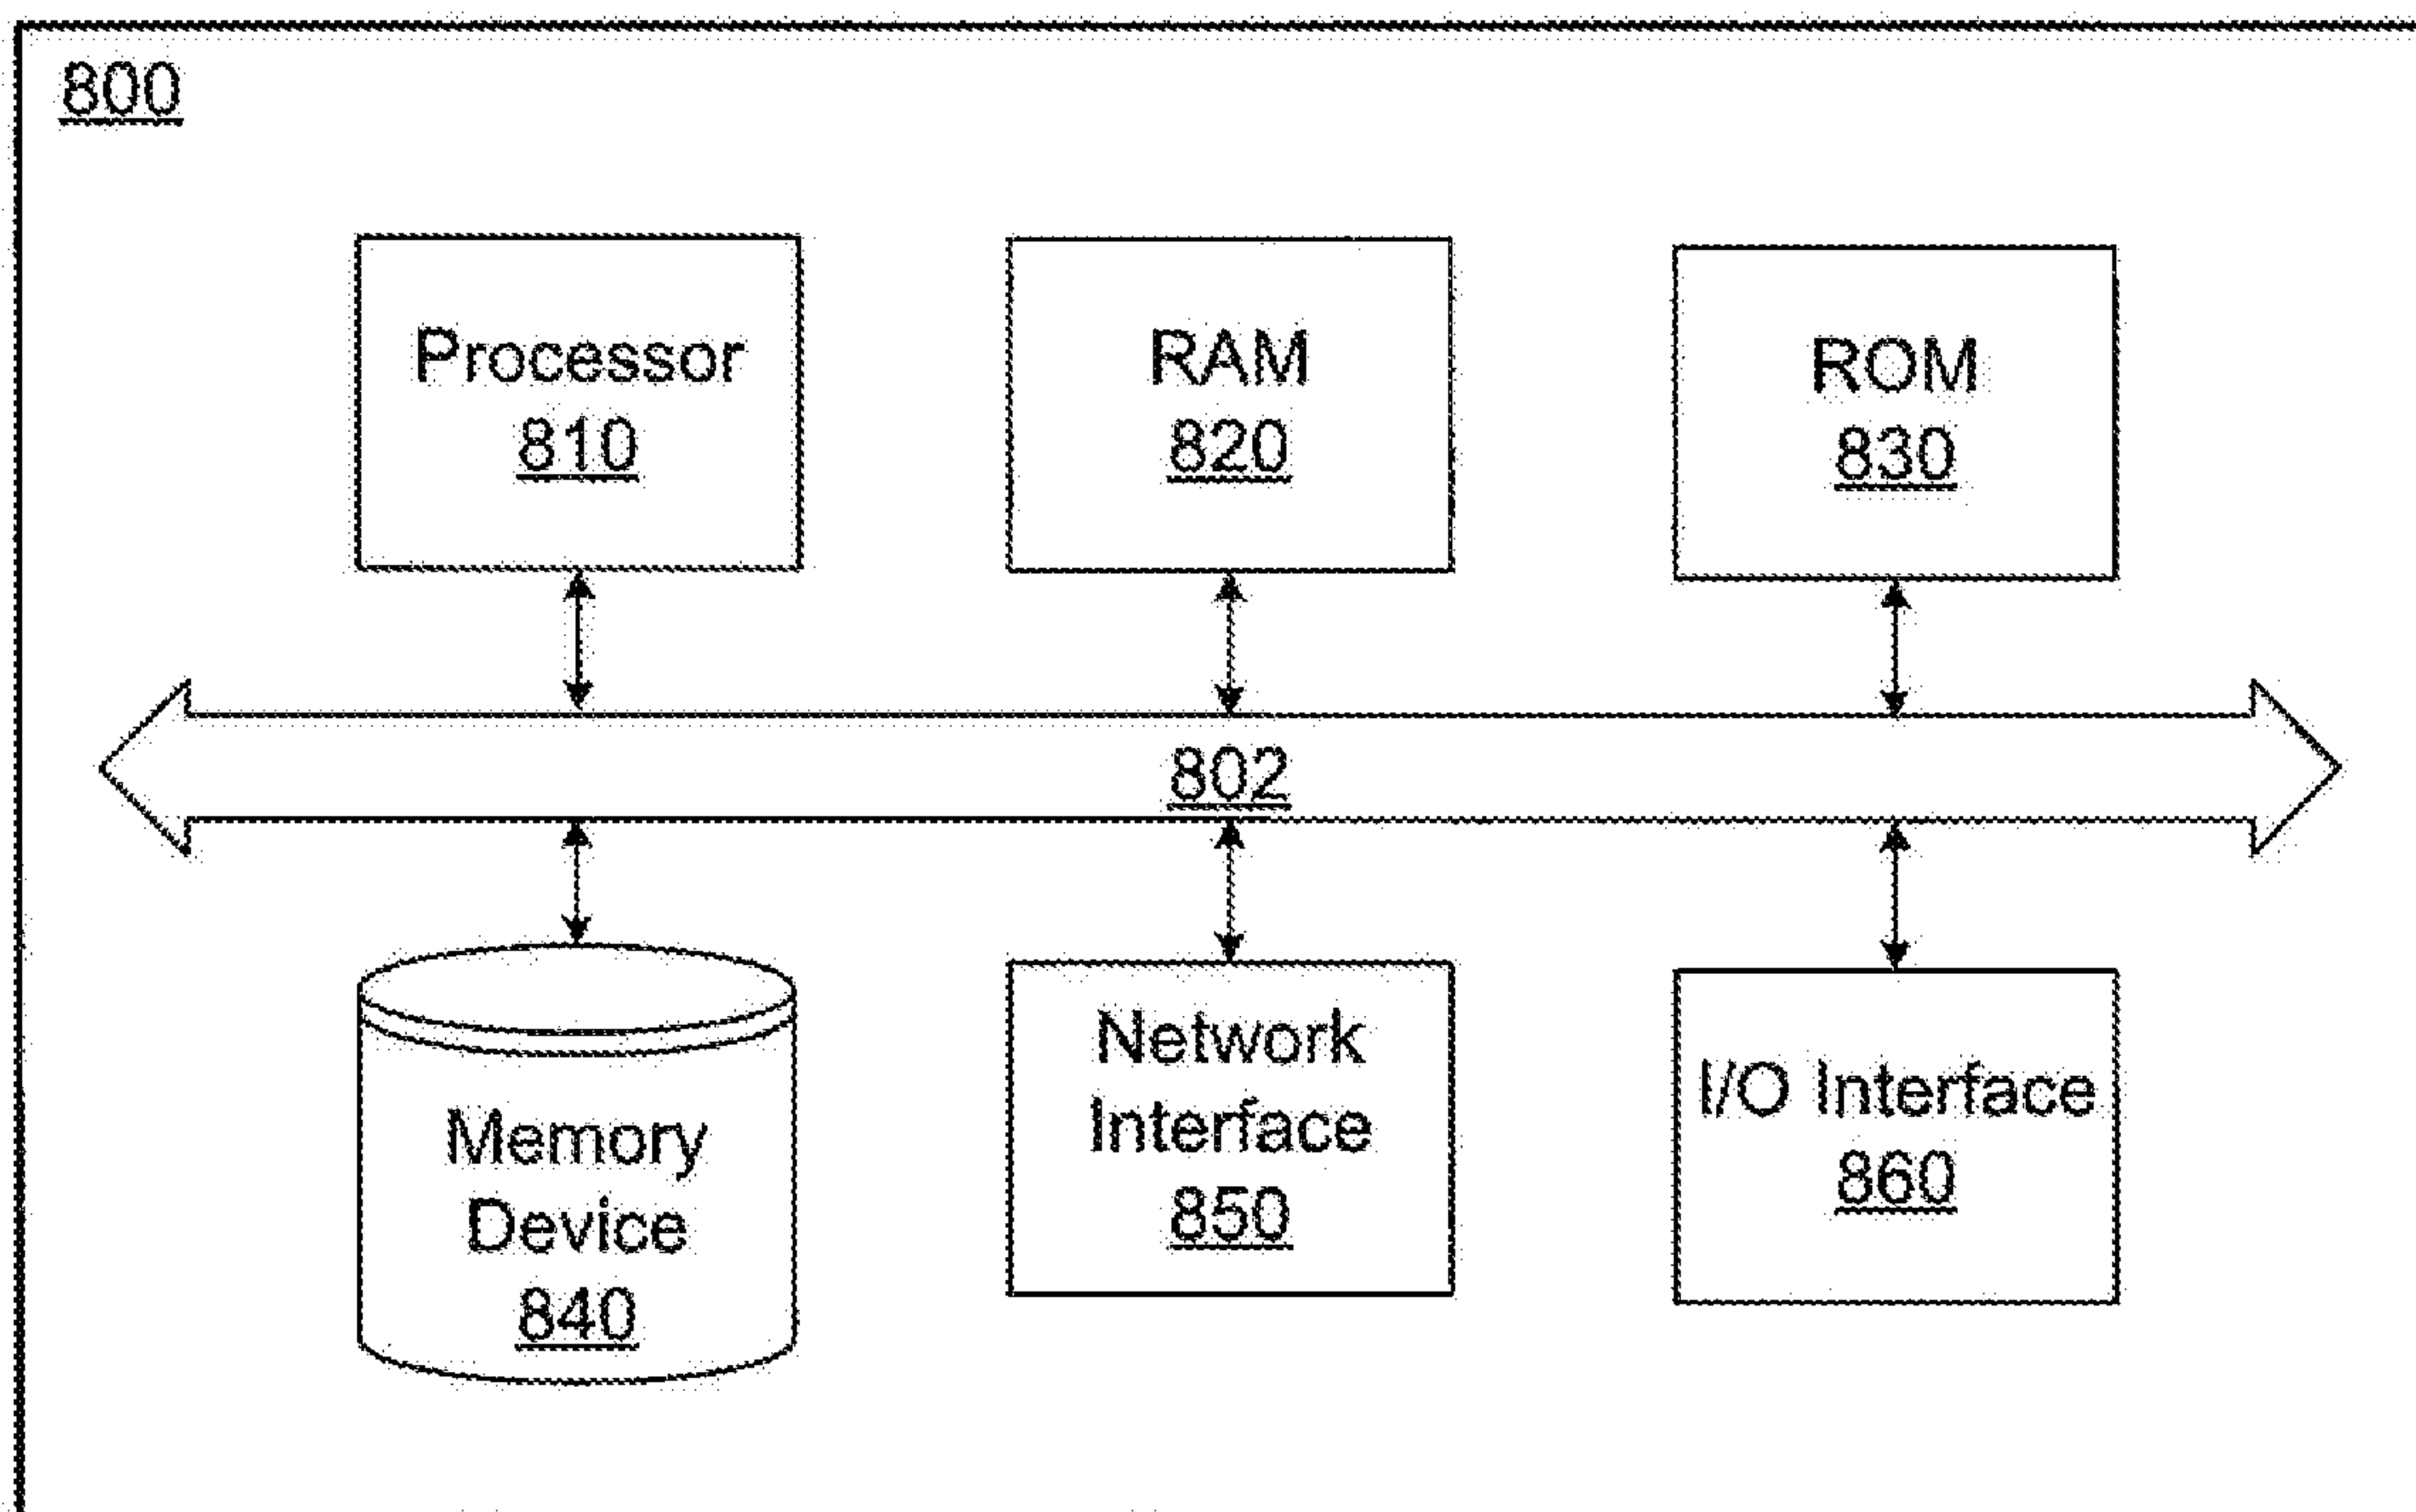 800
Processor
810
RAM
820
ROM
830
802
Memory
Device
840
Network
Interface
850
I/O Interface
860